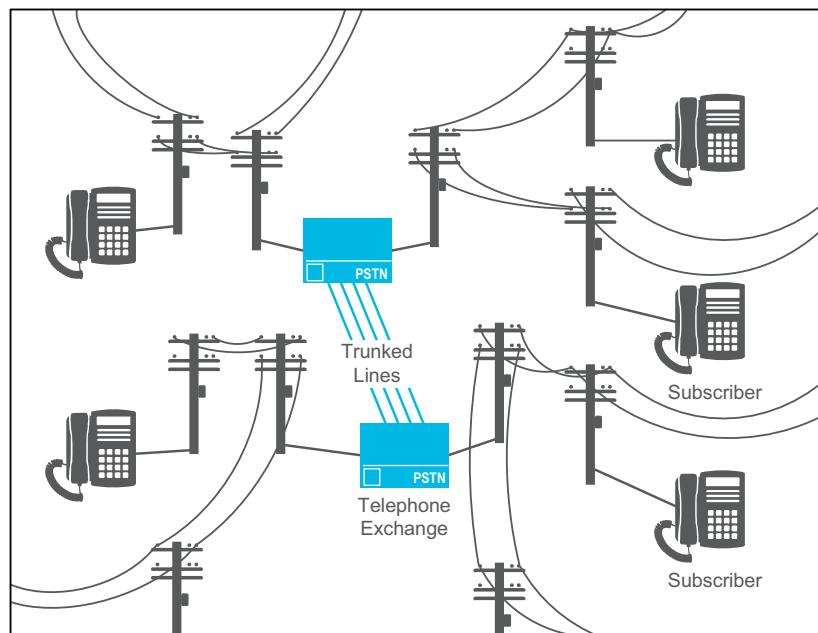 PSTN
Trunked
Lines
Subscriber
PSTN
Telephone
Exchange
Subscriber